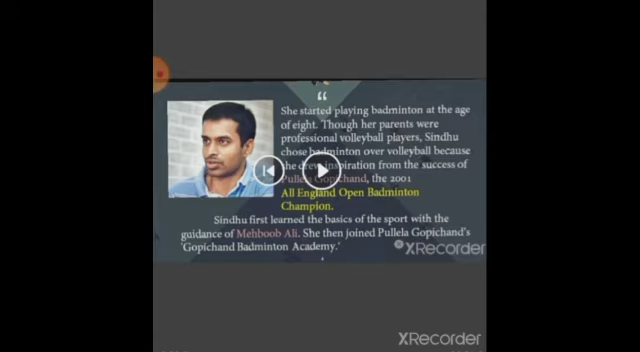 “
She started playing badminton at the age
of eight. Though her parents were
professional volleyball players, Sindhu
chose badminton over volleyball because
she drew inspiration from the success of
Pullela Gopichand, the 2001
All England Open Badminton
Champion.
Sindhu first learned the basics of the sport with the
guidance of Mehboob Ali. She then joined Pullela Gopichand's
'Gopichand Badminton Academy.'
XRecorder
XRecorder